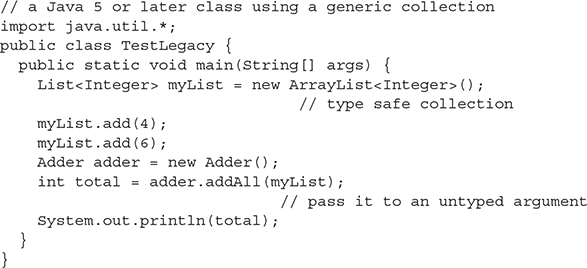 // a Java 5 or later class using a generic collection
import java.util.*;
public class TestLegacy {
  public static void main(String[] args) {
    List<Integer> myList = new ArrayList<Integer>();
                              // type safe collection
    myList.add(4);
    myList.add(6);
    Adder adder = new Adder();
    int total = adder.addAll(myList);
                            // pass it to an untyped argument
    System.out.println(total);
  }
}